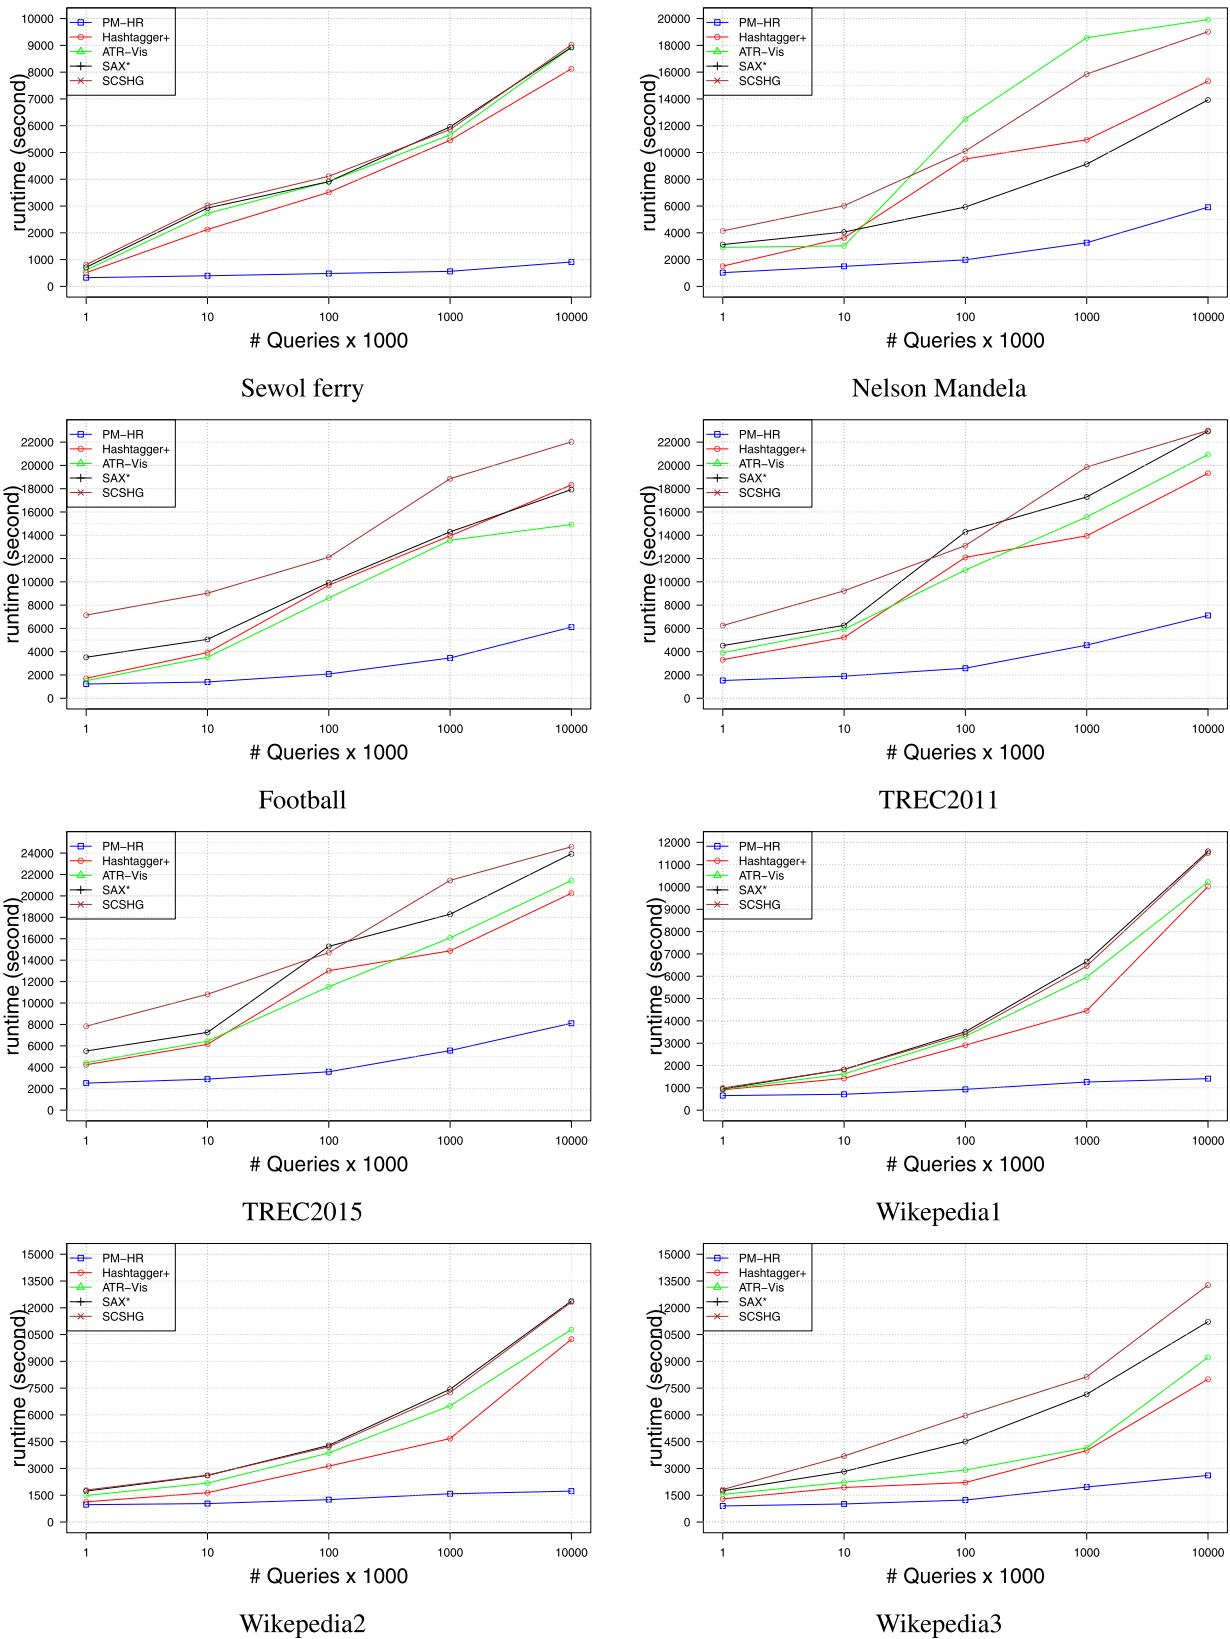 10000
9000
8000
7000
6000
5000
4000
3000
2000
1000
0
runtime (second)
PM-HR
Hashtagger+
ATR-Vis
SAX*
SCSHG
1 10 100 1000 10000
# Queries x 1000
Sewol ferry
20000
18000
16000
14000
12000
10000
8000
6000
4000
2000
0
runtime (second)
PM-HR
Hashtagger+
ATR-Vis
SAX*
SCSHG
1 10 100 1000 10000
# Queries x 1000
Nelson Mandela
22000
20000
18000
16000
14000
12000
10000
8000
6000
4000
2000
0
runtime (second)
PM-HR
Hashtagger+
ATR-Vis
SAX*
SCSHG
1 10 100 1000 10000
# Queries x 1000
Football
22000
20000
18000
16000
14000
12000
10000
8000
6000
4000
2000
0
runtime (second)
PM-HR
Hashtagger+
ATR-Vis
SAX*
SCSHG
1 10 100 1000 10000
# Queries x 1000
TREC2011
24000
22000
20000
18000
16000
14000
12000
10000
8000
6000
4000
2000
0
runtime (second)
PM-HR
Hashtagger+
ATR-Vis
SAX*
SCSHG
1 10 100 1000 10000
# Queries x 1000
TREC2015
12000
11000
10000
9000
8000
7000
6000
5000
4000
3000
2000
1000
0
runtime (second)
PM-HR
Hashtagger+
ATR-Vis
SAX*
SCSHG
1 10 100 1000 10000
# Queries x 1000
Wikepedia1
15000
13500
12000
10500
9000
7500
6000
4500
3000
1500
0
runtime (second)
PM-HR
Hashtagger+
ATR-Vis
SAX*
SCSHG
1 10 100 1000 10000
# Queries x 1000
Wikepedia2
15000
13500
12000
10500
9000
7500
6000
4500
3000
1500
0
runtime (second)
PM-HR
Hashtagger+
ATR-Vis
SAX*
SCSHG
1 10 100 1000 10000
# Queries x 1000
Wikepedia3